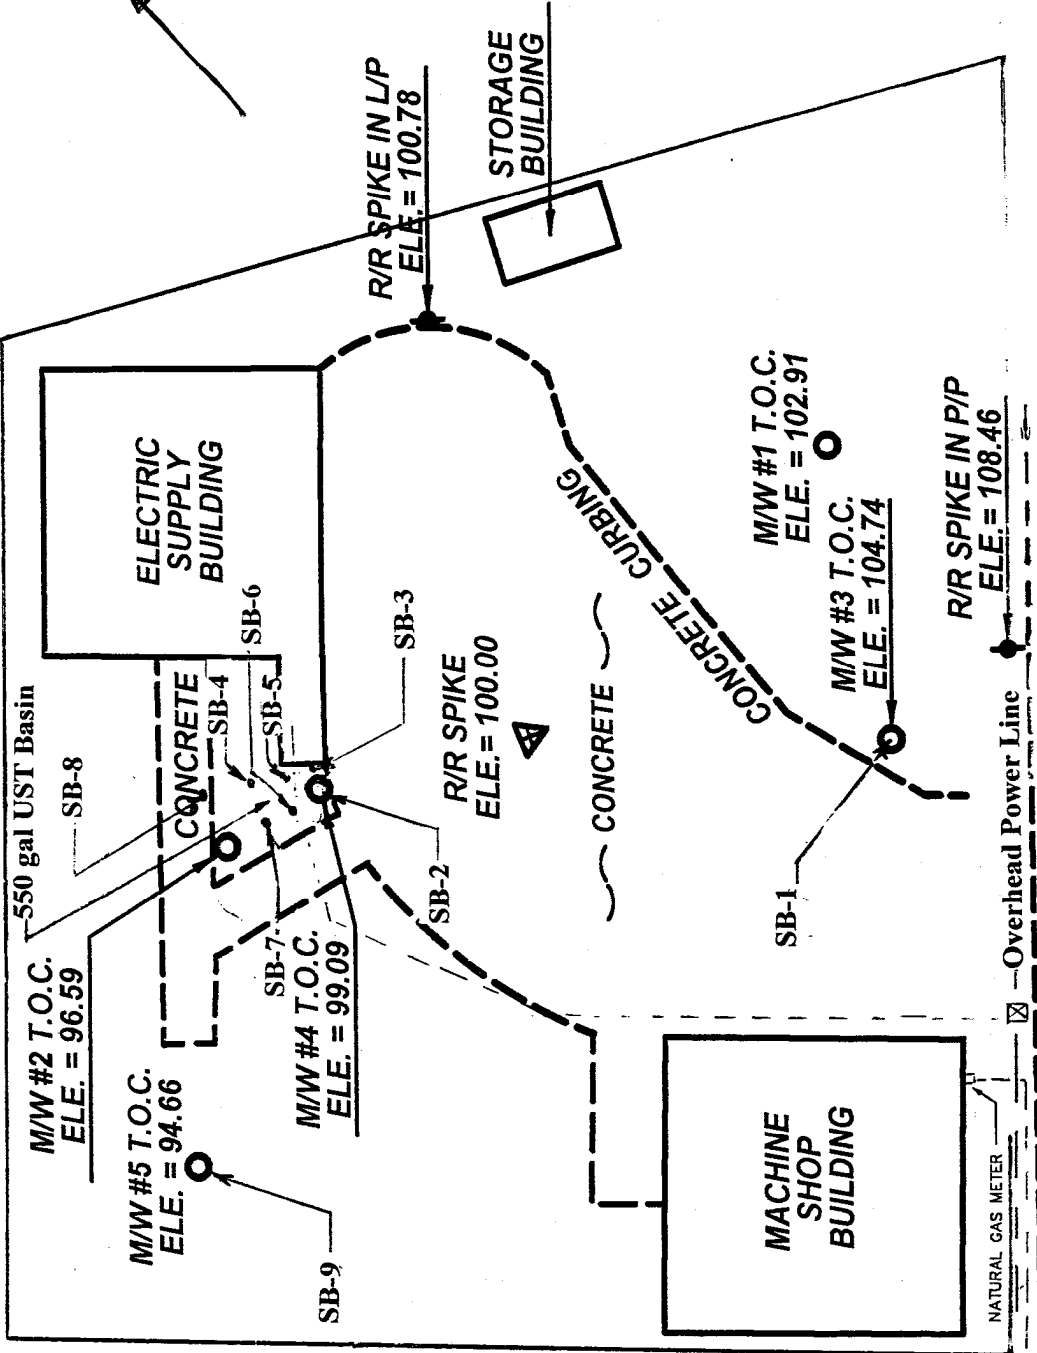 R/R SPIKE IN L/P
ELE. = 100.78
STORAGE
BUILDING
ELECTRIC
SUPPLY
BUILDING
550 gal UST Basin
SB-8
CONCRETE
SB-4
SB-6
SB-5
SB-3
R/R SPIKE
ELE. = 100.00
CONCRETE CURBING
CONCRETE
M/W #1 T.O.C.
ELE. = 102.91
M/W #3 T.O.C.
ELE. = 104.74
R/R SPIKE IN P/P
ELE. = 108.46
M/W #2 T.O.C.
ELE. = 96.59
SB-7
SB-2
M/W #4 T.O.C.
ELE. = 99.09
M/W #5 T.O.C.
ELE. = 94.66
SB-9
SB-1
Overhead Power Line
MACHINE
SHOP
BUILDING
NATURAL GAS METER